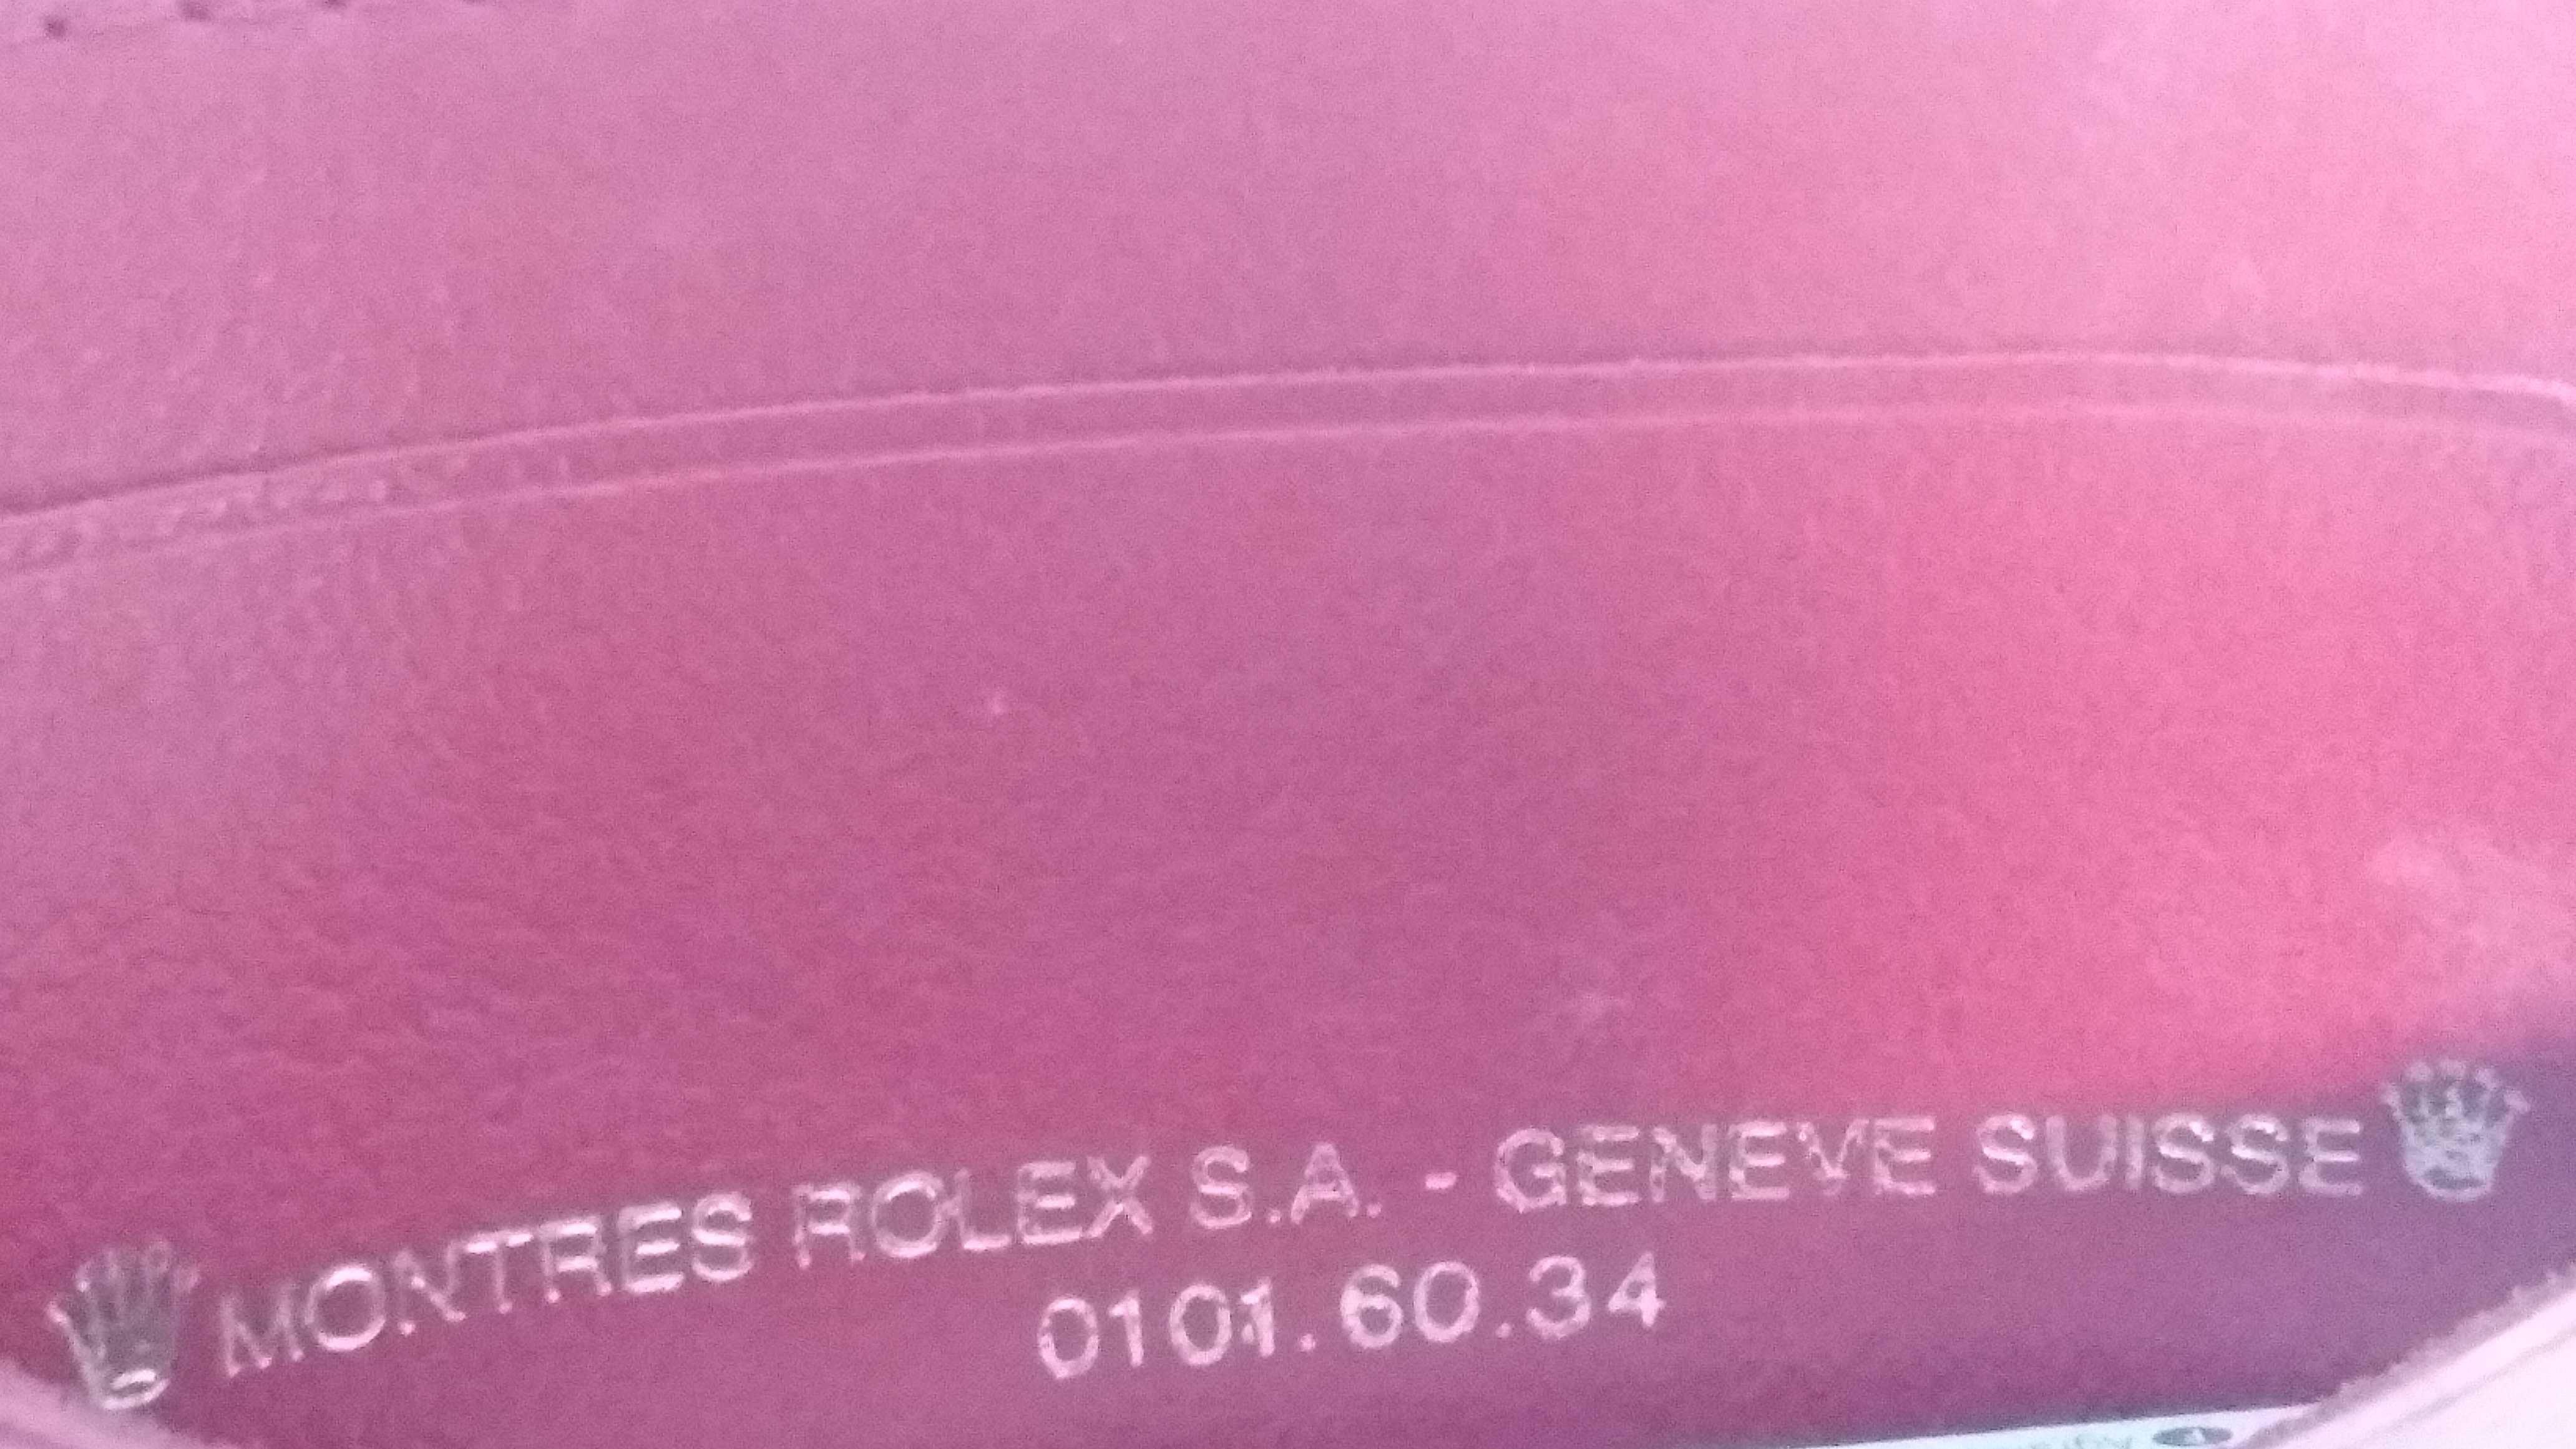 MONTRES ROLEX S.A. - GENEVE SUISSE
0101.60.34